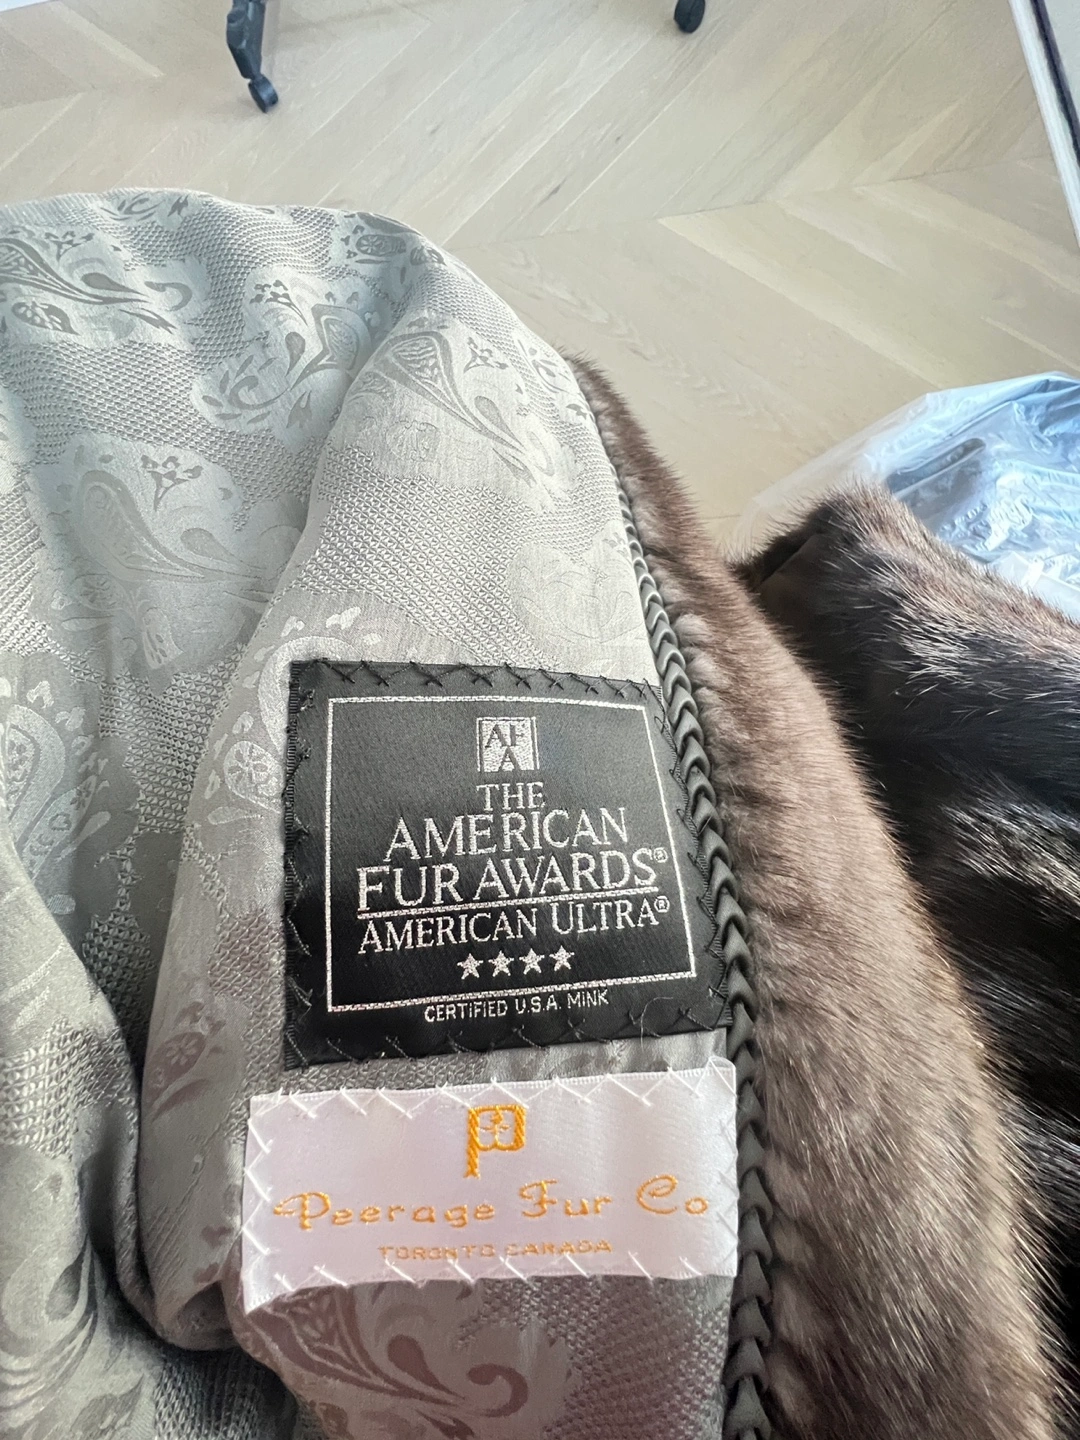 AFA
THE
AMERICAN
FUR AWARDS®
AMERICAN ULTRA®
★★★★
CERTIFIED U.S.A. MINK
P
Peerage Fur Co
TORONTO CANADA